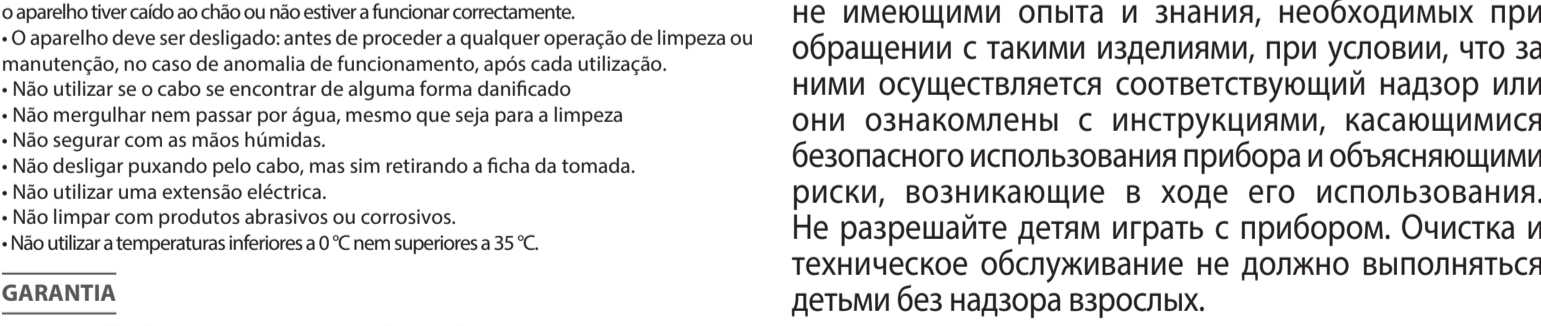 o aparelho tiver caído ao chão ou não estiver a funcionar correctamente.
• O aparelho deve ser desligado: antes de proceder a qualquer operação de limpeza ou
manutenção, no caso de anomalia de funcionamento, após cada utilização.
• Não utilizar se o cabo se encontrar de alguma forma danificado
• Não mergulhar nem passar por água, mesmo que seja para a limpeza
• Não segurar com as mãos húmidas.
• Não desligar puxando pelo cabo, mas sim retirando a ficha da tomada.
• Não utilizar uma extensão eléctrica.
• Não limpar com produtos abrasivos ou corrosivos.
• Não utilizar a temperaturas inferiores a 0 °C nem superiores a 35 °C.
GARANTIA
не имеющими опыта и знания, необходимых при
обращении с такими изделиями, при условии, что за
ними осуществляется соответствующий надзор или
они ознакомлены с инструкциями, касающимися
безопасного использования прибора и объясняющими
риски, возникающие в ходе его использования.
Не разрешайте детям играть с прибором. Очистка и
техническое обслуживание не должно выполняться
детьми без надзора взрослых.